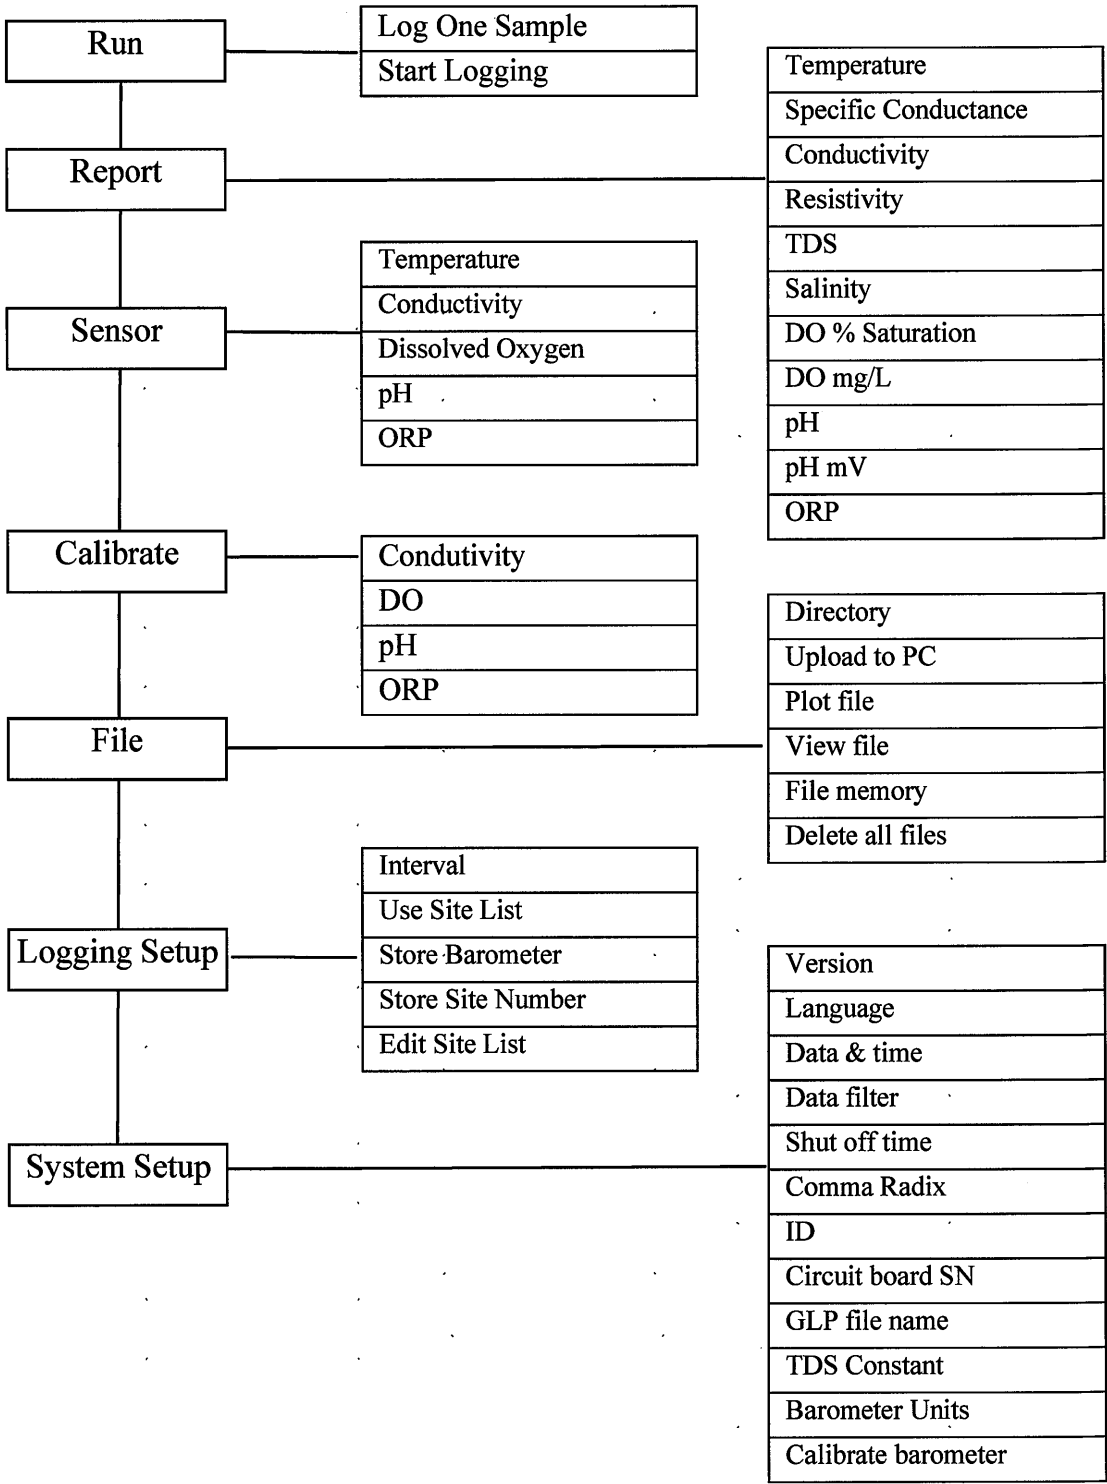 Run
Log One Sample
Start Logging
Report
Temperature
Specific Conductance
Conductivity
Resistivity
TDS
Salinity
DO % Saturation
DO mg/L
pH
pH mV
ORP
Sensor
Temperature
Conductivity
Dissolved Oxygen
pH
ORP
Calibrate
Condutivity
DO
pH
ORP
File
Directory
Upload to PC
Plot file
View file
File memory
Delete all files
Logging Setup
Interval
Use Site List
Store Barometer
Store Site Number
Edit Site List
System Setup
Version
Language
Data & time
Data filter
Shut off time
Comma Radix
ID
Circuit board SN
GLP file name
TDS Constant
Barometer Units
Calibrate barometer